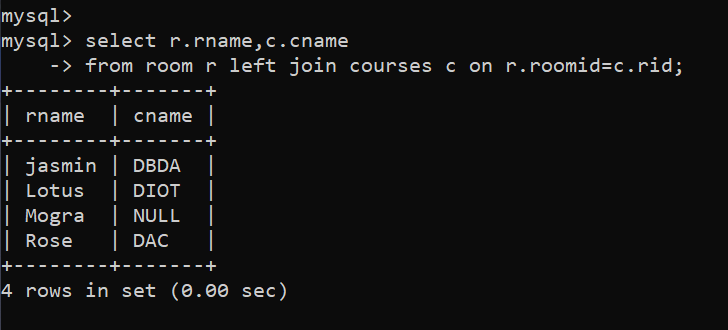 mysql>
mysql> select r.rname,c.cname
    -> from room r left join courses c on r.roomid=c.rid;
+--------+-------+
| rname  | cname |
+--------+-------+
| jasmin | DBDA  |
| Lotus  | DIOT  |
| Mogra  | NULL  |
| Rose   | DAC   |
+--------+-------+
4 rows in set (0.00 sec)